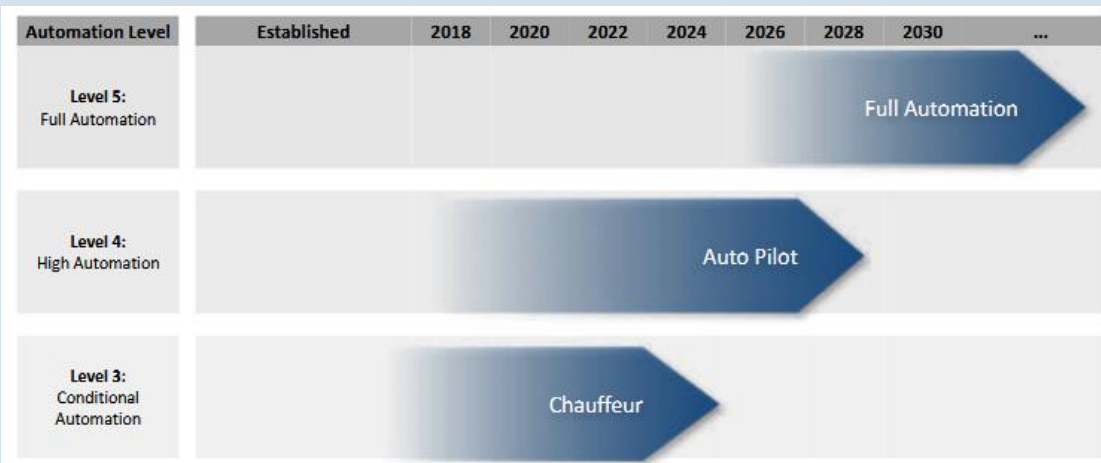 Automation Level Established 2018 2020 2022 2024 2026 2028 2030 ...
Level 5:
Full Automation
Full Automation
Level 4:
High Automation
Auto Pilot
Level 3:
Conditional
Automation
Chauffeur